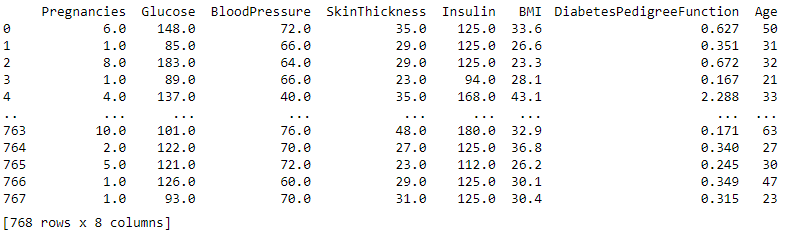 Pregnancies Glucose BloodPressure SkinThickness Insulin BMI DiabetesPedigreeFunction Age
0 6.0 148.0 72.0 35.0 125.0 33.6 0.627 50
1 1.0 85.0 66.0 29.0 125.0 26.6 0.351 31
2 8.0 183.0 64.0 29.0 125.0 23.3 0.672 32
3 1.0 89.0 66.0 23.0 94.0 28.1 0.167 21
4 4.0 137.0 40.0 35.0 168.0 43.1 2.288 33
.. ... ... ... ... ... ... ... ...
763 10.0 101.0 76.0 48.0 180.0 32.9 0.171 63
764 2.0 122.0 70.0 27.0 125.0 36.8 0.340 27
765 5.0 121.0 72.0 23.0 112.0 26.2 0.245 30
766 1.0 126.0 60.0 29.0 125.0 30.1 0.349 47
767 1.0 93.0 70.0 31.0 125.0 30.4 0.315 23
[768 rows x 8 columns]